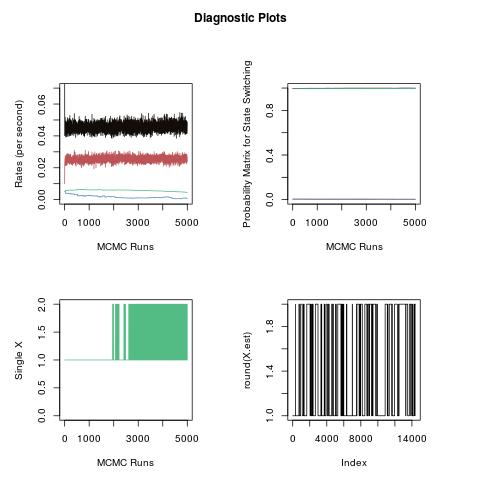 Diagnostic Plots
Rates (per second)
0.00 0.02 0.04 0.06
0 1000 3000 5000
MCMC Runs
Probability Matrix for State Switching
0.0 0.4 0.8
0 1000 3000 5000
MCMC Runs
Single X
0.0 0.5 1.0 1.5 2.0
0 1000 3000 5000
MCMC Runs
round(X.est)
1.0 1.4 1.8
0 4000 8000 14000
Index